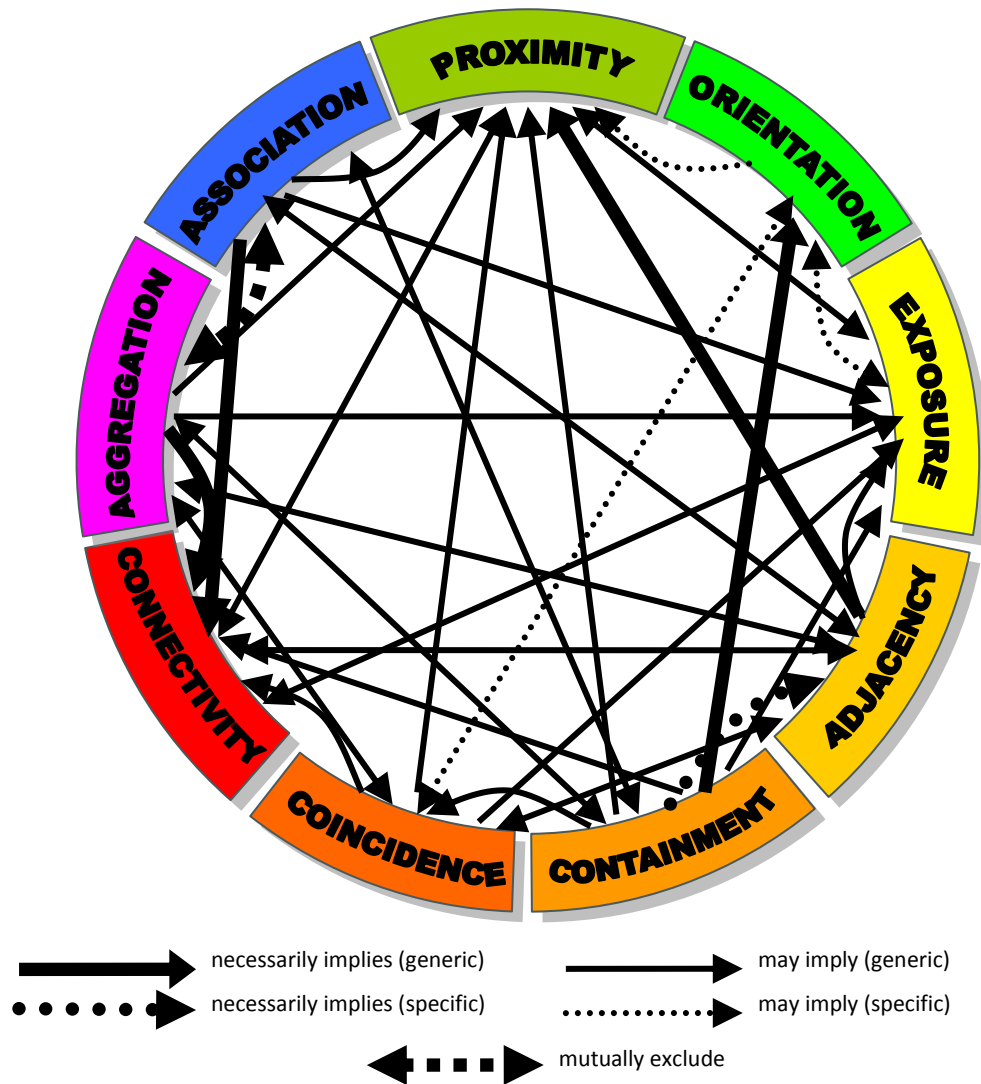 PROXIMITY
ORIENTATION
ASSOCIATION
EXPOSURE
AGGREGATION
ADJACENCY
CONNECTIVITY
CONTAINMENT
COINCIDENCE
necessarily implies (generic)
may imply (generic)
necessarily implies (specific)
may imply (specific)
mutually exclude